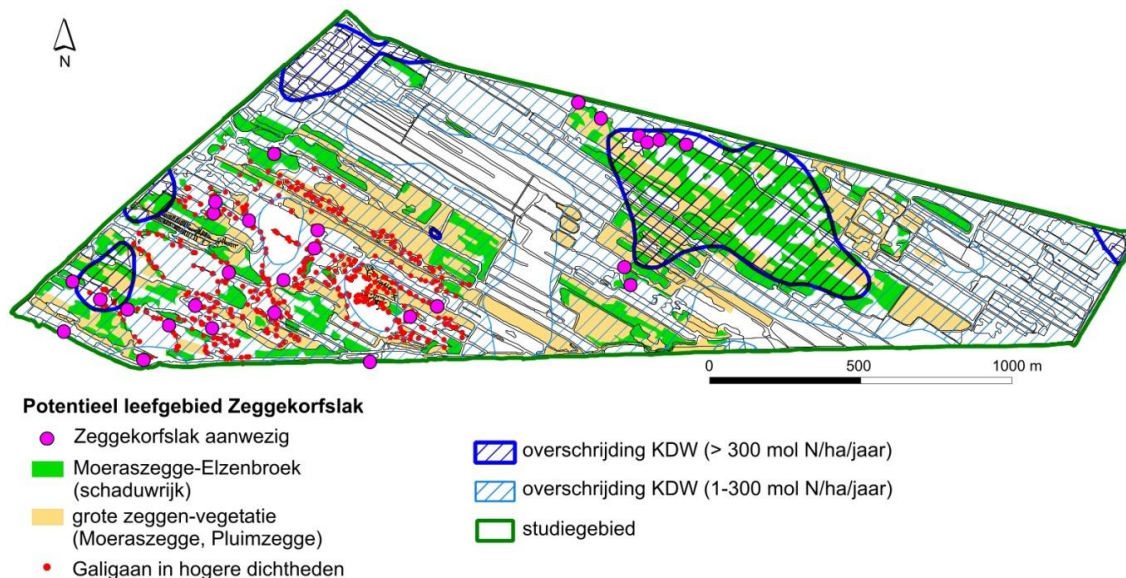 N
0 500 1000 m
Potentieel leefgebied Zeggekorfslak
Zeggekorfslak aanwezig
Moeraszegge-Elzenbroek
(schaduwrijk)
grote zeggen-vegetatie
(Moeraszegge, Pluimzegge)
Galigaan in hogere dichtheden
overschrijding KDW (> 300 mol N/ha/jaar)
overschrijding KDW (1-300 mol N/ha/jaar)
studiegebied